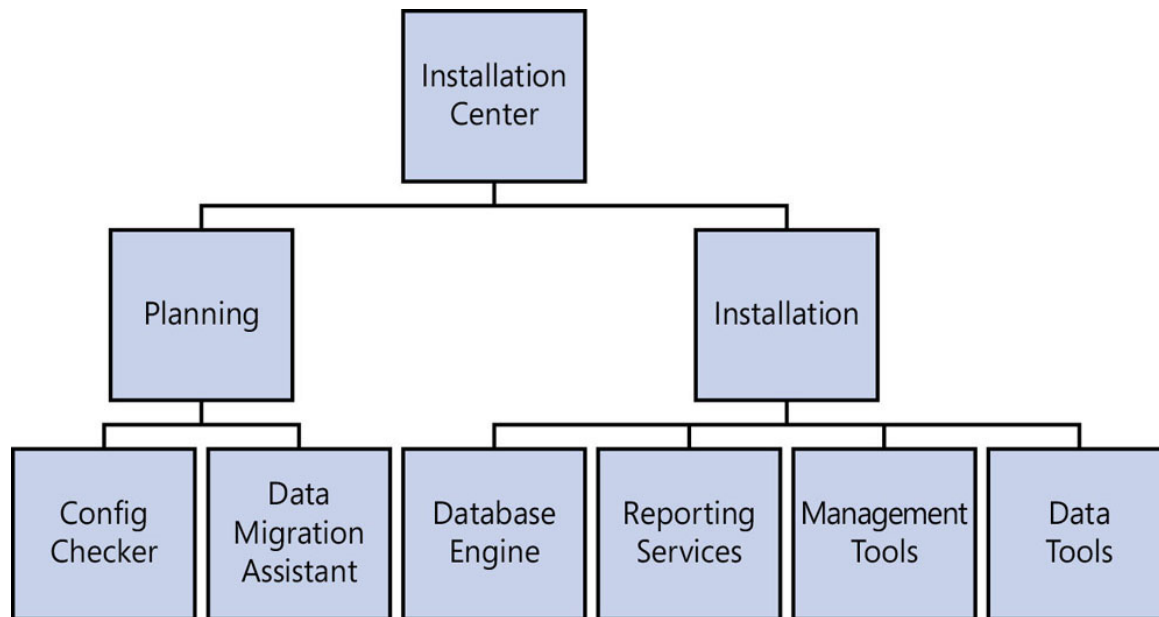 Installation
Center
Planning
Installation
Config
Checker
Data
Migration
Assistant
Database
Engine
Reporting
Services
Management
Tools
Data
Tools